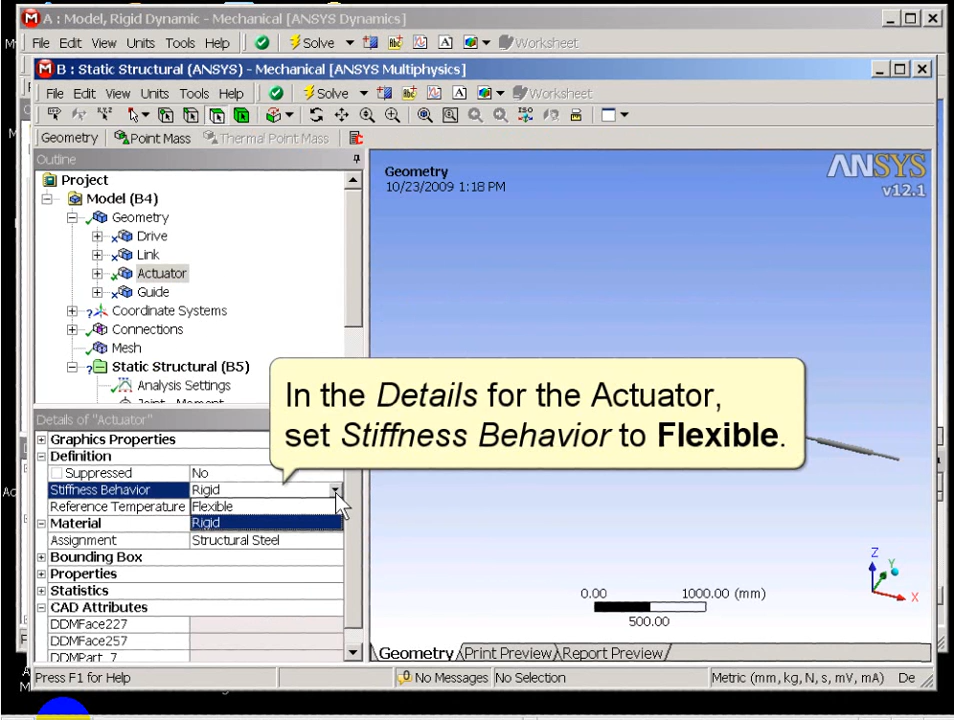 A : Model, Rigid Dynamic - Mechanical [ANSYS Dynamics]
File Edit View Units Tools Help Solve Worksheet
B : Static Structural (ANSYS) - Mechanical [ANSYS Multiphysics]
File Edit View Units Tools Help Solve Worksheet
Geometry Point Mass Thermal Point Mass
Outline
Project
Model (B4)
Geometry
Drive
Link
Actuator
Guide
Coordinate Systems
Connections
Mesh
Static Structural (B5)
Analysis Settings
Geometry
10/23/2009 1:18 PM
ANSYS
v12.1
In the Details for the Actuator,
set Stiffness Behavior to Flexible.
Details of "Actuator"
Graphics Properties
Definition
Suppressed No
Stiffness Behavior Rigid
Reference Temperature Flexible
Rigid
Material
Assignment Structural Steel
Bounding Box
Properties
Statistics
CAD Attributes
DDMFace227
DDMFace257
DDMPart_7
0.00 1000.00 (mm)
500.00
Z
Y
X
Geometry Print Preview Report Preview
Press F1 for Help 0 No Messages No Selection Metric (mm, kg, N, s, mV, mA) De